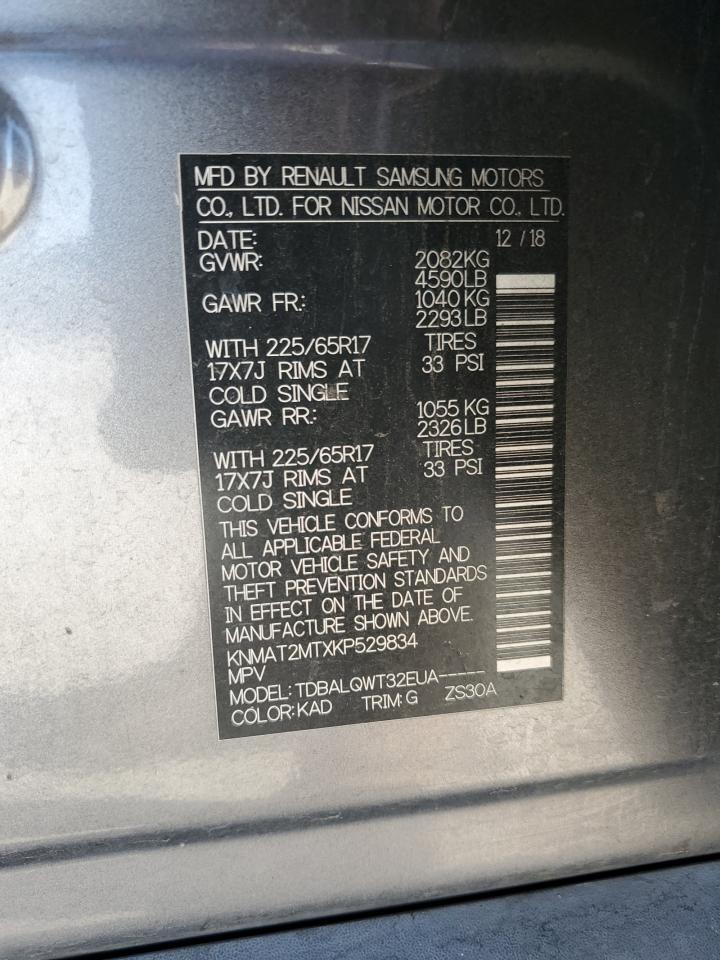 MFD BY RENAULT SAMSUNG MOTORS
CO., LTD. FOR NISSAN MOTOR CO., LTD.
DATE: 12 / 18
GVWR: 2082KG
4590LB
GAWR FR.: 1040 KG
2293LB
WITH 225/65R17 TIRES
17X7J RIMS AT 33 PSI
COLD SINGLE
GAWR RR.: 1055 KG
2326LB
WITH 225/65R17 TIRES
17X7J RIMS AT 33 PSI
COLD SINGLE
THIS VEHICLE CONFORMS TO
ALL APPLICABLE FEDERAL
MOTOR VEHICLE SAFETY AND
THEFT PREVENTION STANDARDS
IN EFFECT ON THE DATE OF
MANUFACTURE SHOWN ABOVE.
KNMAT2MTXKP529834
MPV
MODEL: TDBALQWT32EUA-----
COLOR: KAD TRIM: G ZS30A